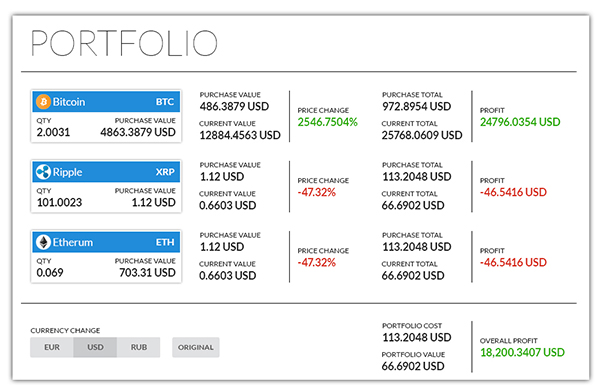 PORTFOLIO
Bitcoin BTC
QTY PURCHASE VALUE
2.0031 4863.3879 USD
PURCHASE VALUE
486.3879 USD
CURRENT VALUE
12884.4563 USD
PRICE CHANGE
2546.7504%
PURCHASE TOTAL
972.8954 USD
CURRENT TOTAL
25768.0609 USD
PROFIT
24796.0354 USD
Ripple XRP
QTY PURCHASE VALUE
101.0023 1.12 USD
PURCHASE VALUE
1.12 USD
CURRENT VALUE
0.6603 USD
PRICE CHANGE
-47.32%
PURCHASE TOTAL
113.2048 USD
CURRENT TOTAL
66.6902 USD
PROFIT
-46.5416 USD
Etherum ETH
QTY PURCHASE VALUE
0.069 703.31 USD
PURCHASE VALUE
1.12 USD
CURRENT VALUE
0.6603 USD
PRICE CHANGE
-47.32%
PURCHASE TOTAL
113.2048 USD
CURRENT TOTAL
66.6902 USD
PROFIT
-46.5416 USD
CURRENCY CHANGE
EUR USD RUB ORIGINAL
PORTFOLIO COST
113.2048 USD
PORTFOLIO VALUE
66.6902 USD
OVERALL PROFIT
18,200.3407 USD